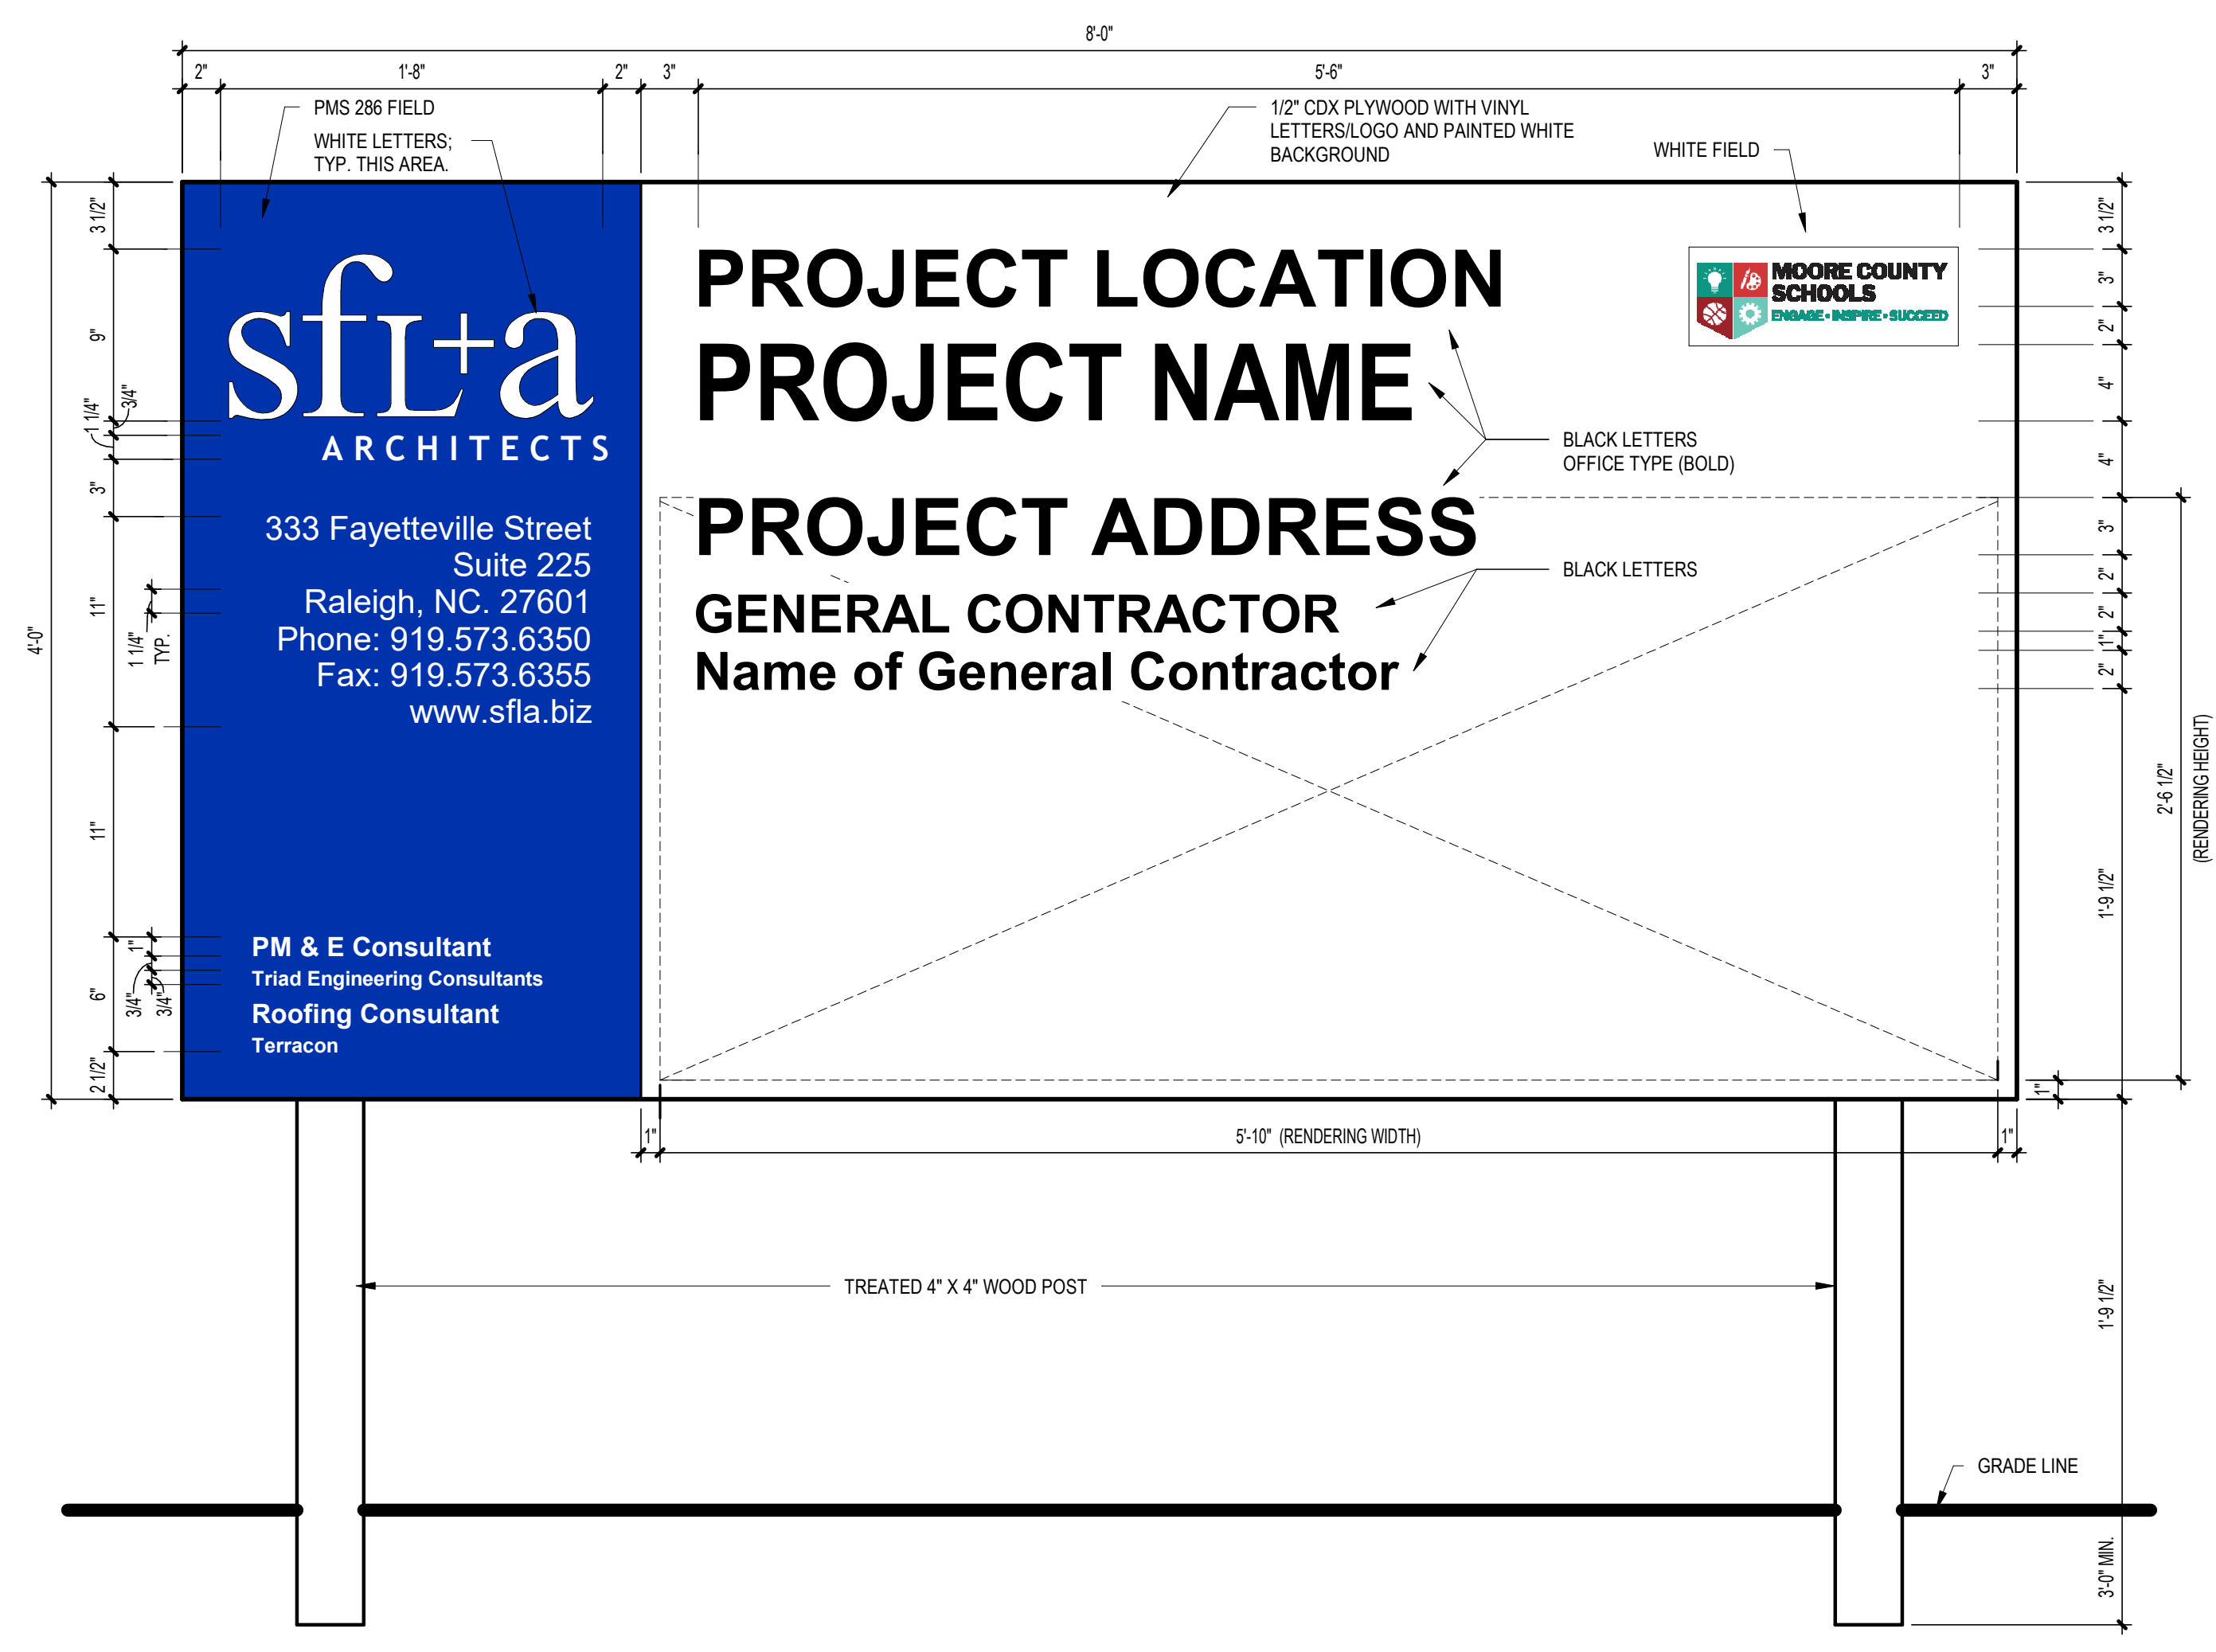 8'-0"
2" 1'-8" 2" 3" 5'-6" 3"
PMS 286 FIELD
WHITE LETTERS;
TYP. THIS AREA.
1/2" CDX PLYWOOD WITH VINYL
LETTERS/LOGO AND PAINTED WHITE
BACKGROUND
WHITE FIELD
4'-0"
3 1/2"
9"
3/4"
1 1/4"
3"
11"
1 1/4"
TYP.
11"
1"
6"
3/4"
3/4"
2 1/2"
sfL+a
ARCHITECTS
333 Fayetteville Street
Suite 225
Raleigh, NC. 27601
Phone: 919.573.6350
Fax: 919.573.6355
www.sfla.biz
PM & E Consultant
Triad Engineering Consultants
Roofing Consultant
Terracon
PROJECT LOCATION
PROJECT NAME
PROJECT ADDRESS
GENERAL CONTRACTOR
Name of General Contractor
MOORE COUNTY
SCHOOLS
ENGAGE • INSPIRE • SUCCEED
BLACK LETTERS
OFFICE TYPE (BOLD)
BLACK LETTERS
3 1/2"
3"
2"
4"
4"
3"
2"
2"
1"
2"
1'-9 1/2"
2'-6 1/2"
(RENDERING HEIGHT)
1"
1" 5'-10" (RENDERING WIDTH) 1"
TREATED 4" X 4" WOOD POST
1'-9 1/2"
GRADE LINE
3'-0" MIN.